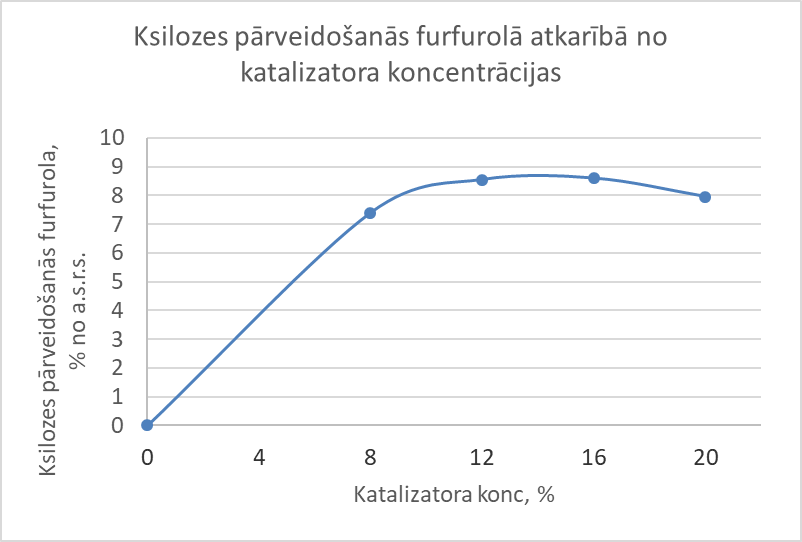 Ksilozes pārveidošanās furfurolā atkarībā no
katalizatora koncentrācijas
Ksilozes pārveidošanās furfurola,
% no a.s.r.s.
10
9
8
7
6
5
4
3
2
1
0
0 4 8 12 16 20
Katalizatora konc, %